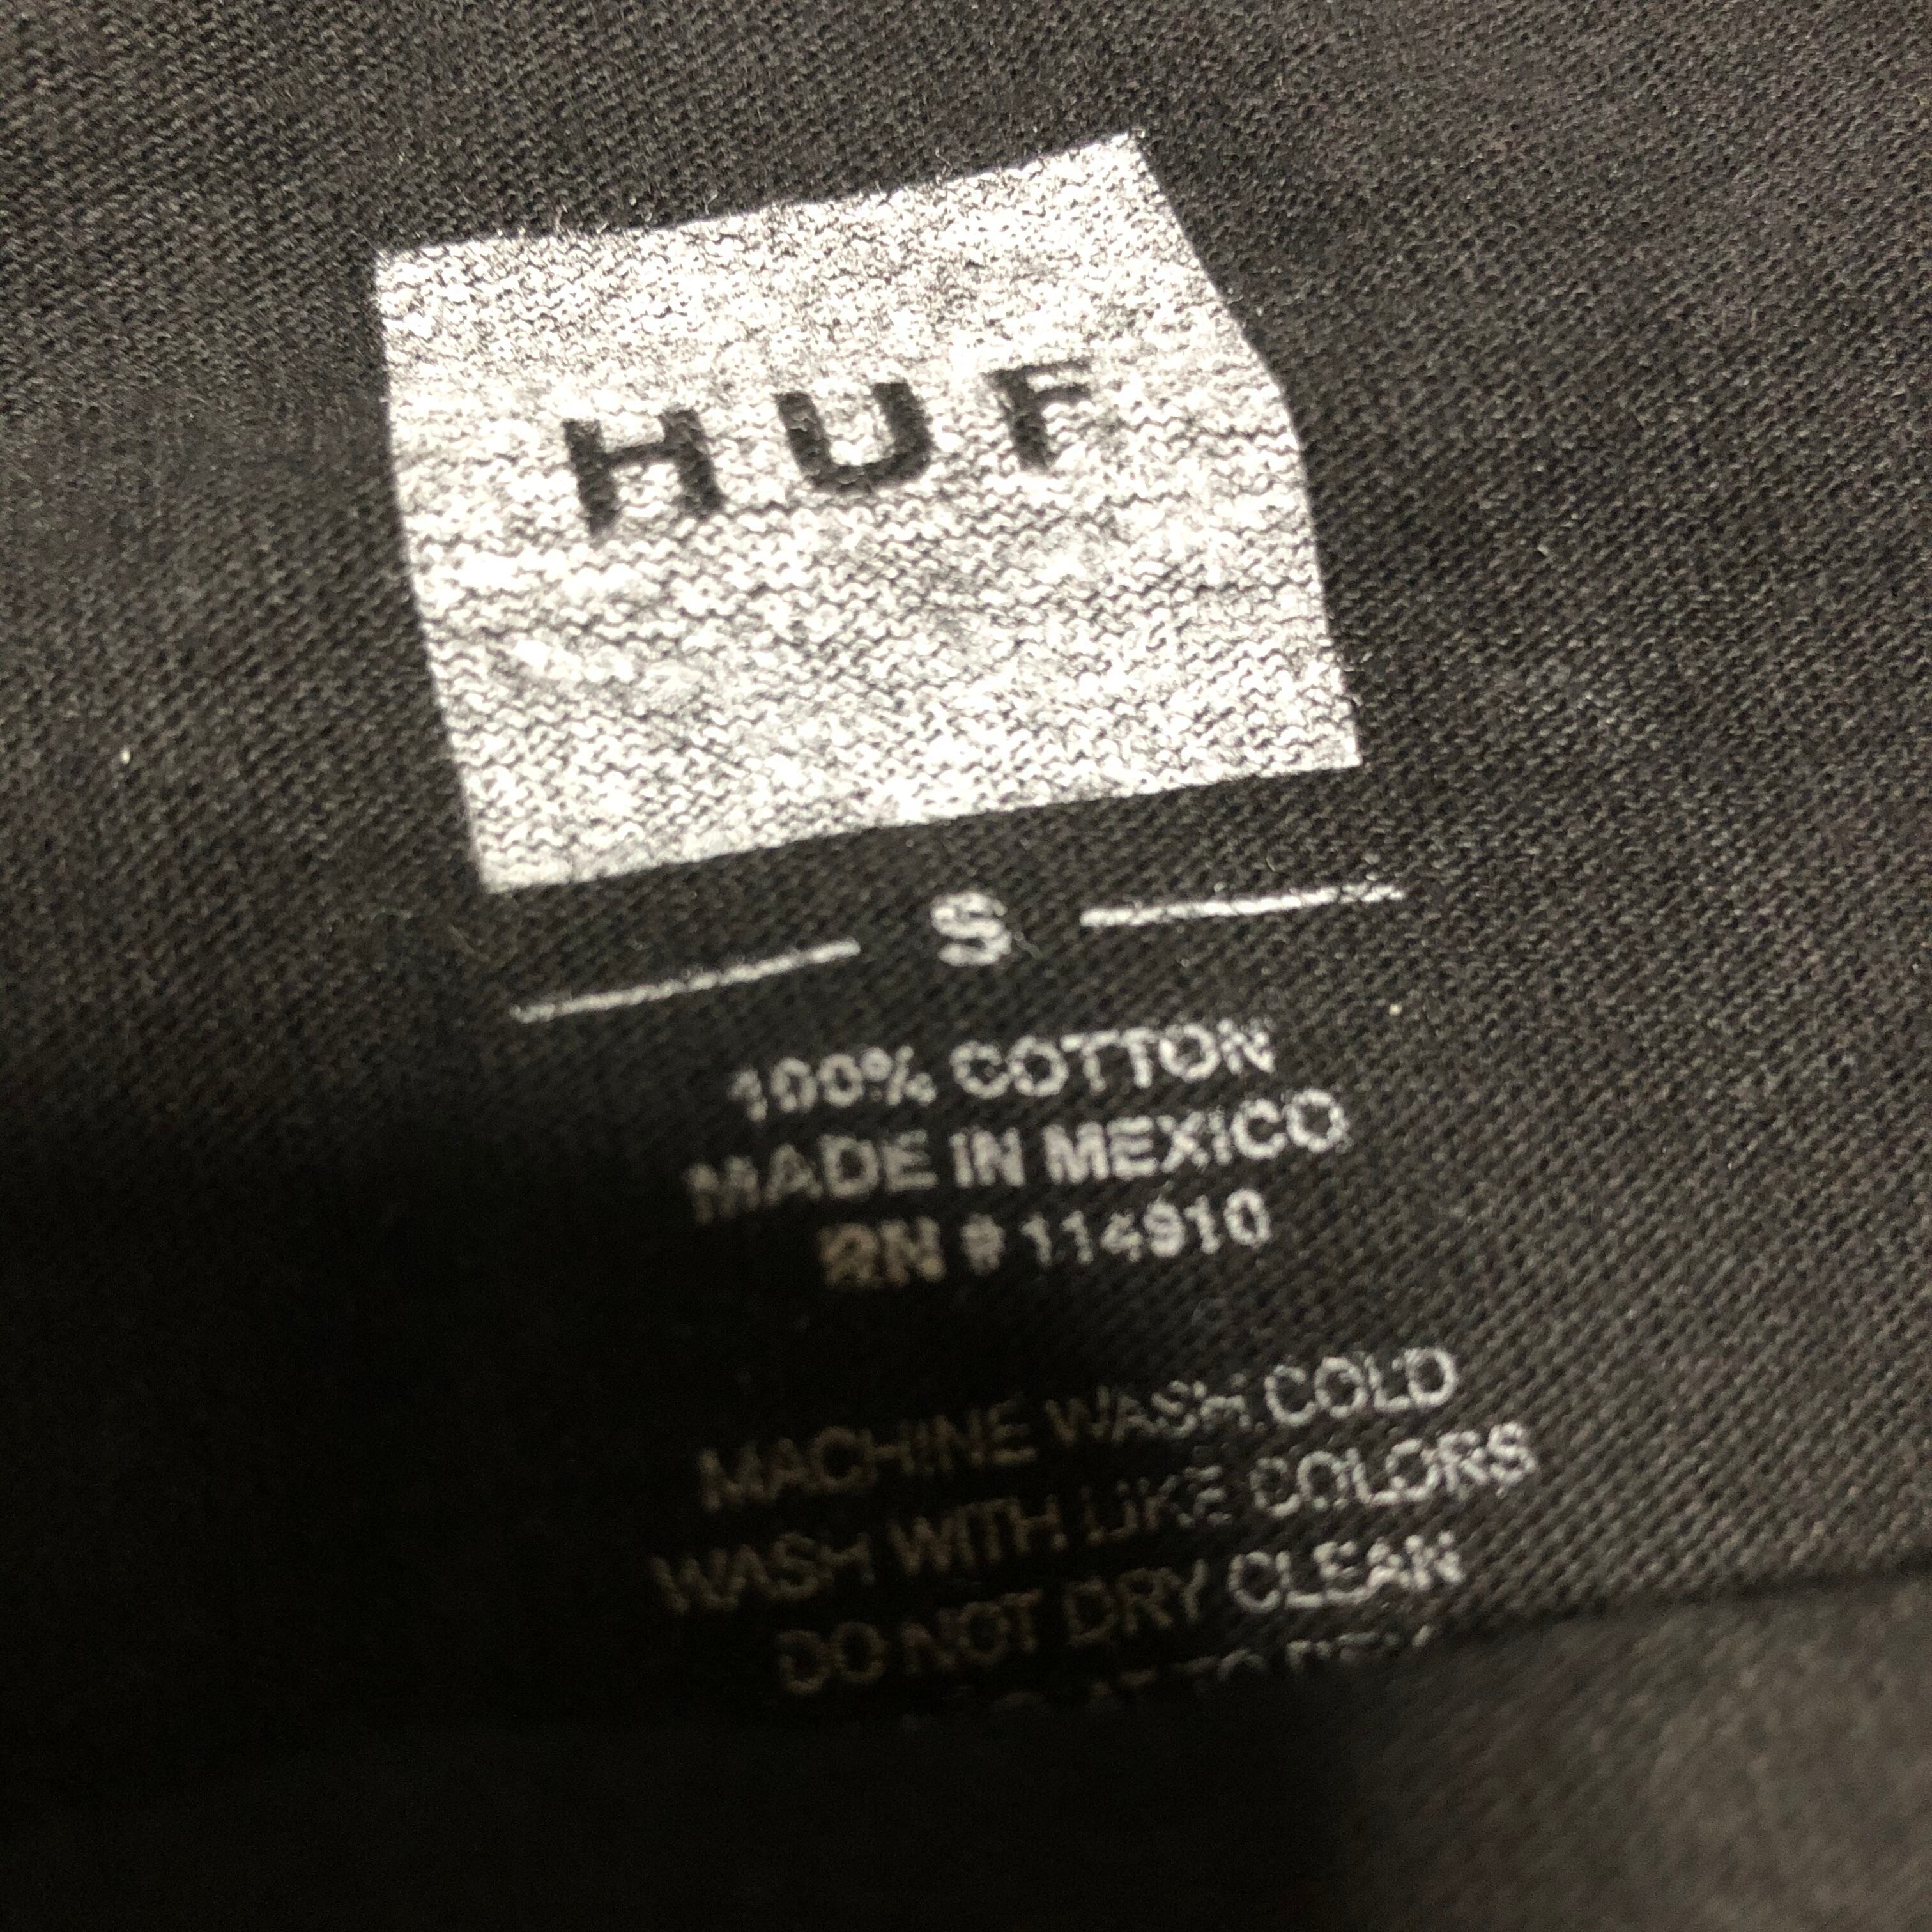 HUF
S
100% COTTON
MADE IN MEXICO
RN # 114910
MACHINE WASH COLD
WASH WITH LIKE COLORS
DO NOT DRY CLEAN
TO